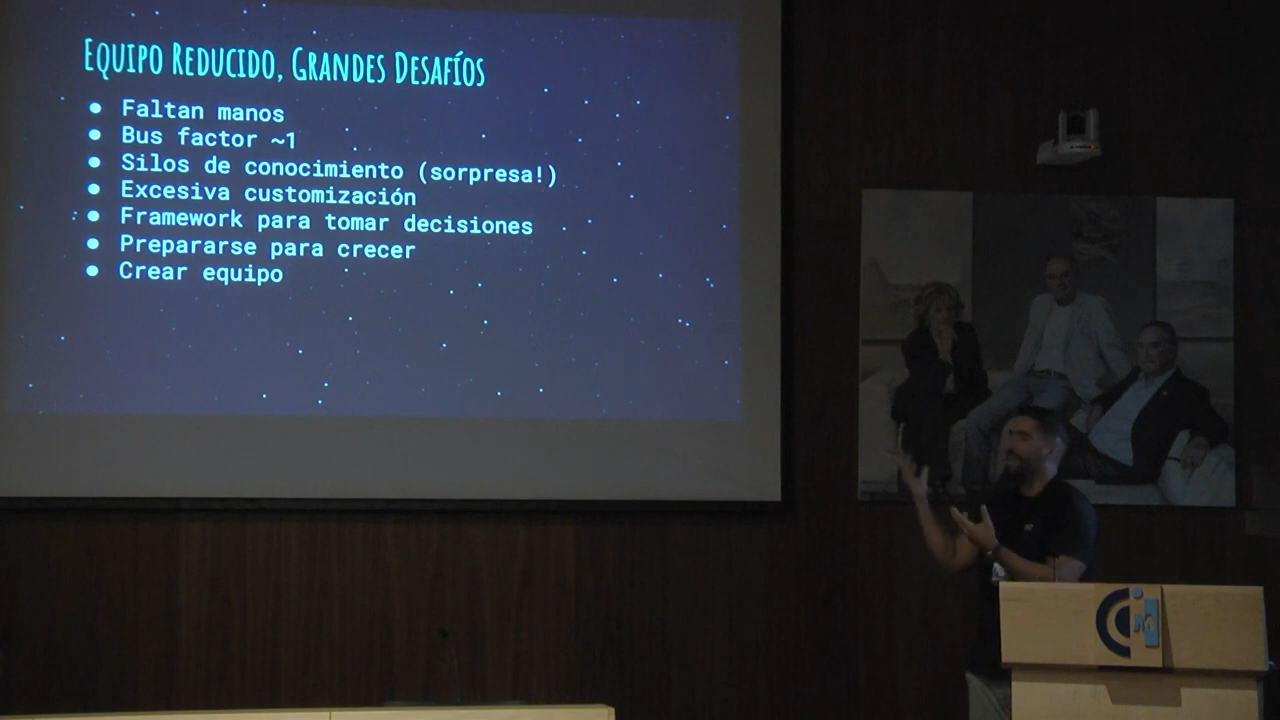 Equipo Reducido, Grandes Desafíos
● Faltan manos
● Bus factor ~1
● Silos de conocimiento (sorpresa!)
● Excesiva customización
● Framework para tomar decisiones
● Prepararse para crecer
● Crear equipo